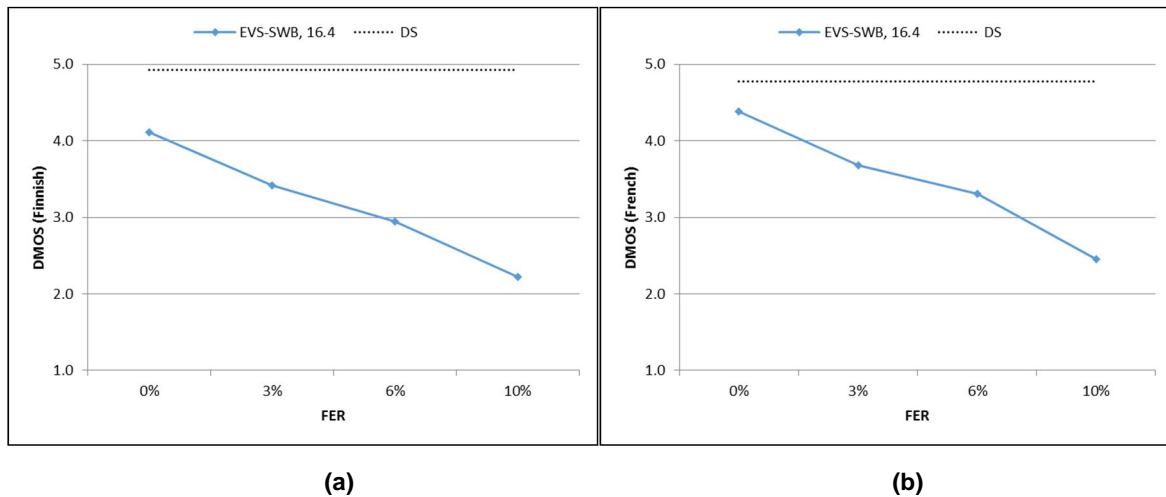 EVS-SWB, 16.4 DS
5.0
4.0
3.0
2.0
1.0
DMOS (Finnish)
0% 3% 6% 10%
FER
(a)
EVS-SWB, 16.4 DS
5.0
4.0
3.0
2.0
1.0
DMOS (French)
0% 3% 6% 10%
FER
(b)